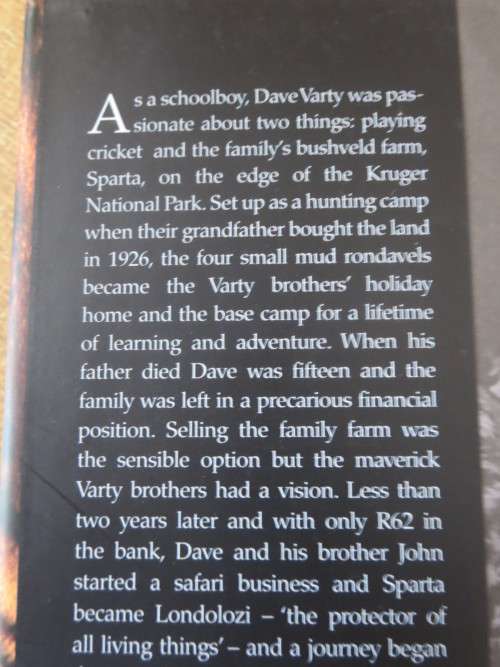 As a schoolboy, Dave Varty was pas-
sionate about two things: playing
cricket and the family's bushveld farm,
Sparta, on the edge of the Kruger
National Park. Set up as a hunting camp
when their grandfather bought the land
in 1926, the four small mud rondavels
became the Varty brothers' holiday
home and the base camp for a lifetime
of learning and adventure. When his
father died Dave was fifteen and the
family was left in a precarious financial
position. Selling the family farm was
the sensible option but the maverick
Varty brothers had a vision. Less than
two years later and with only R62 in
the bank, Dave and his brother John
started a safari business and Sparta
became Londolozi – 'the protector of
all living things' – and a journey began